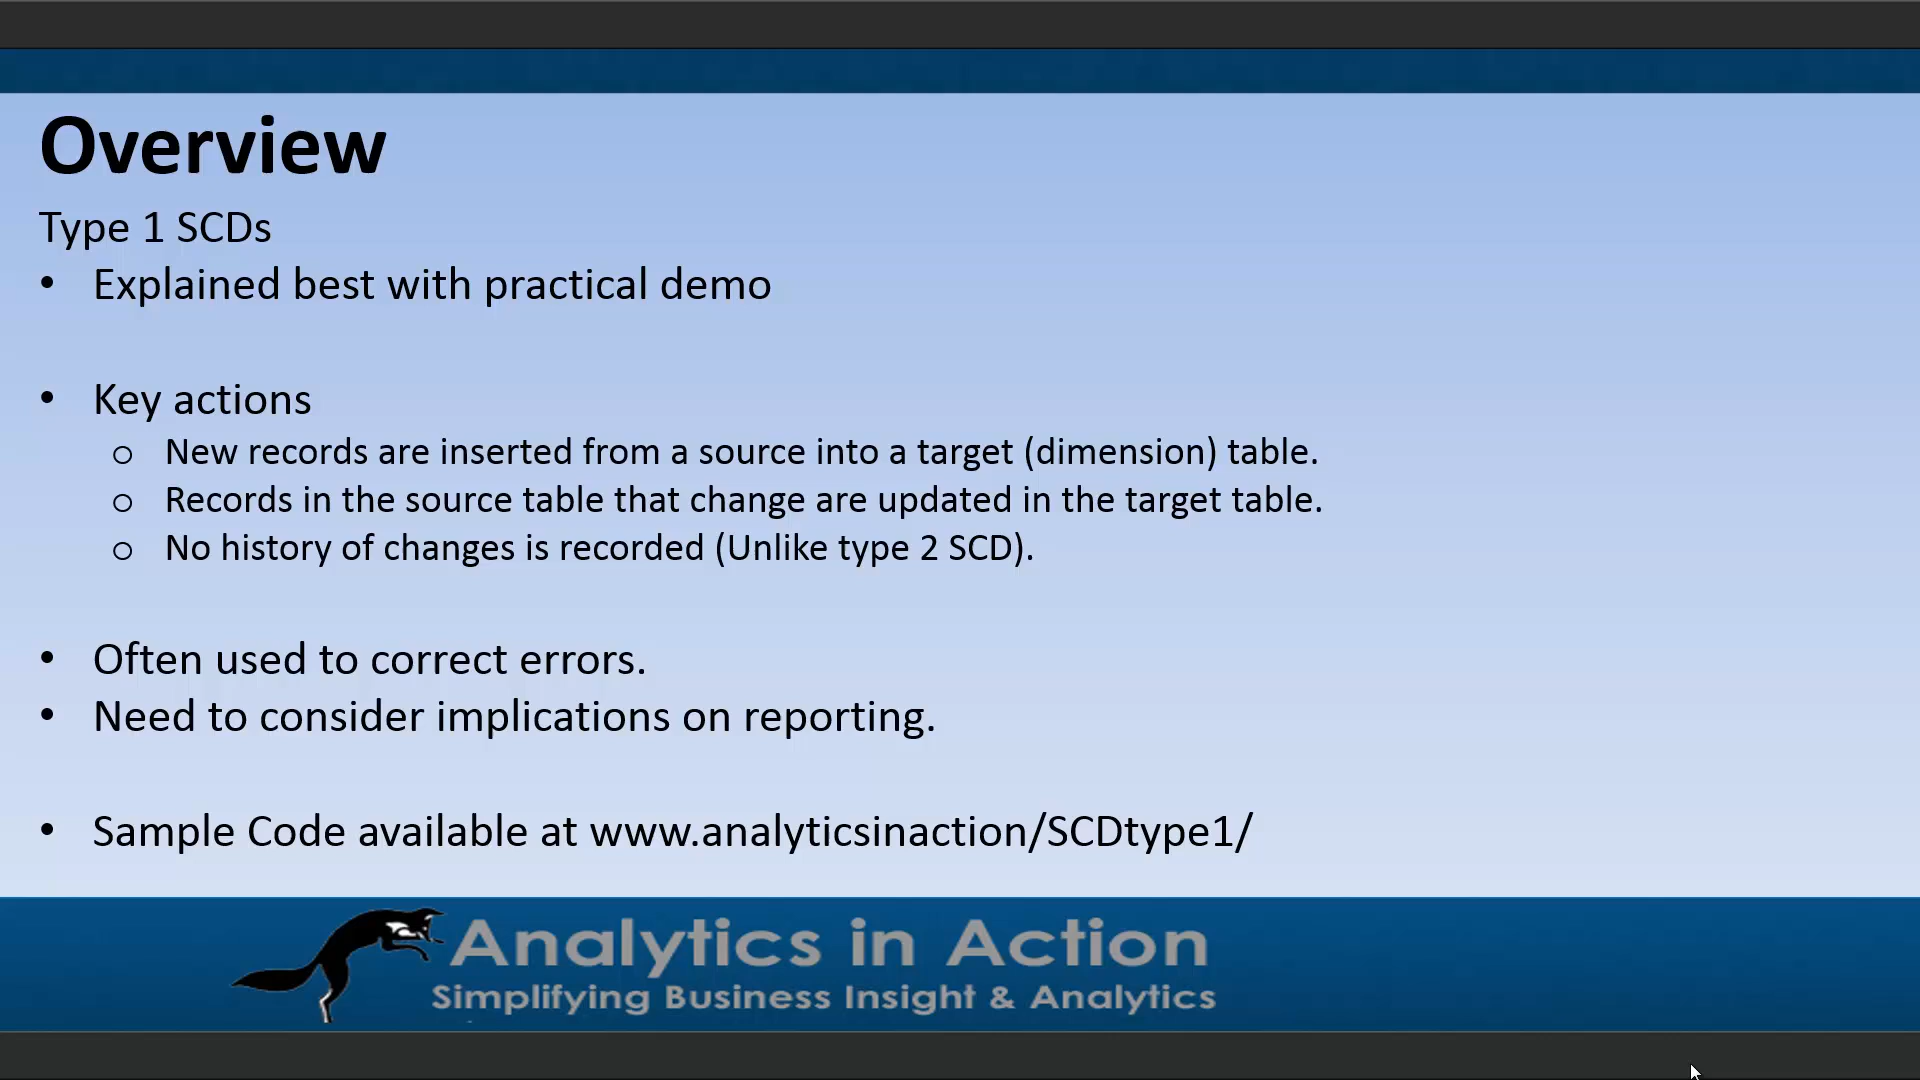 Overview
Type 1 SCDs
• Explained best with practical demo
• Key actions
o New records are inserted from a source into a target (dimension) table.
o Records in the source table that change are updated in the target table.
o No history of changes is recorded (Unlike type 2 SCD).
• Often used to correct errors.
• Need to consider implications on reporting.
• Sample Code available at www.analyticsinaction/SCDtype1/
Analytics in Action
Simplifying Business Insight & Analytics